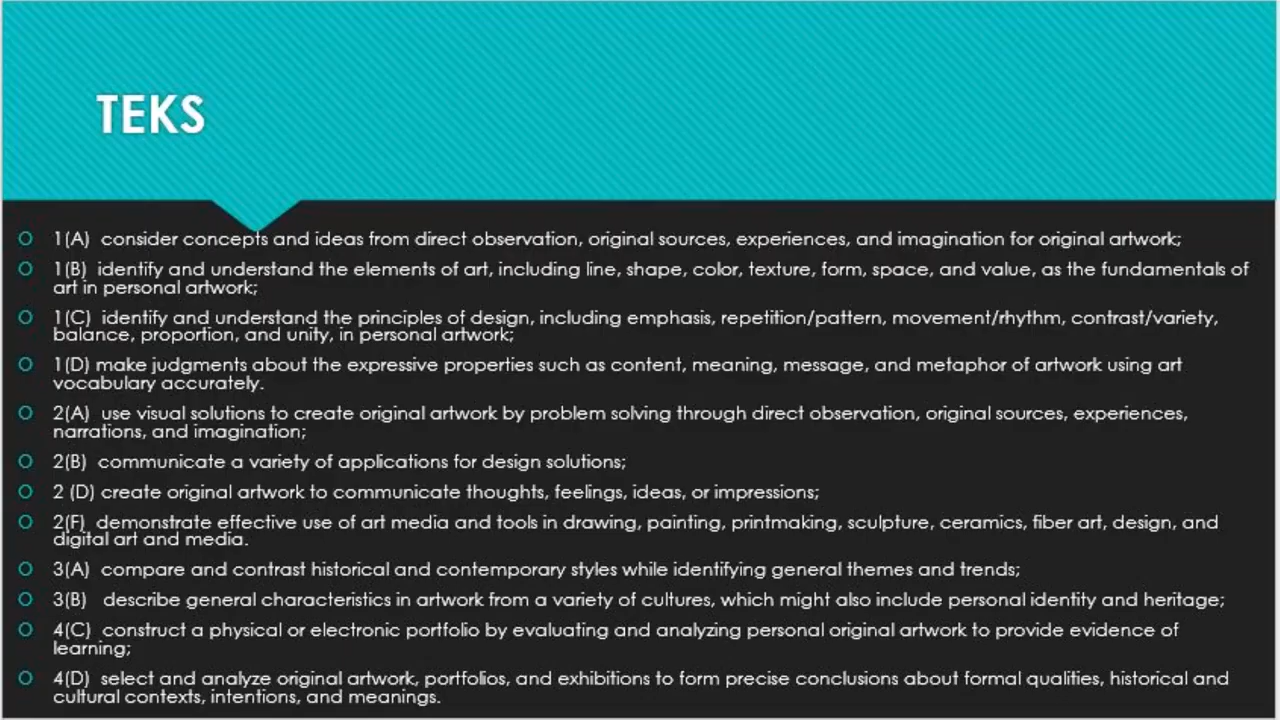 TEKS
O 1(A) consider concepts and ideas from direct observation, original sources, experiences, and imagination for original artwork;
O 1(B) identify and understand the elements of art, including line, shape, color, texture, form, space, and value, as the fundamentals of
art in personal artwork;
O 1(C) identify and understand the principles of design, including emphasis, repetition/pattern, movement/rhythm, contrast/variety,
balance, proportion, and unity, in personal artwork;
O 1(D) make judgments about the expressive properties such as content, meaning, message, and metaphor of artwork using art
vocabulary accurately.
O 2(A) use visual solutions to create original artwork by problem solving through direct observation, original sources, experiences,
narrations, and imagination;
O 2(B) communicate a variety of applications for design solutions;
O 2 (D) create original artwork to communicate thoughts, feelings, ideas, or impressions;
O 2(F) demonstrate effective use of art media and tools in drawing, painting, printmaking, sculpture, ceramics, fiber art, design, and
digital art and media.
O 3(A) compare and contrast historical and contemporary styles while identifying general themes and trends;
O 3(B) describe general characteristics in artwork from a variety of cultures, which might also include personal identity and heritage;
O 4(C) construct a physical or electronic portfolio by evaluating and analyzing personal original artwork to provide evidence of
learning;
O 4(D) select and analyze original artwork, portfolios, and exhibitions to form precise conclusions about formal qualities, historical and
cultural contexts, intentions, and meanings.